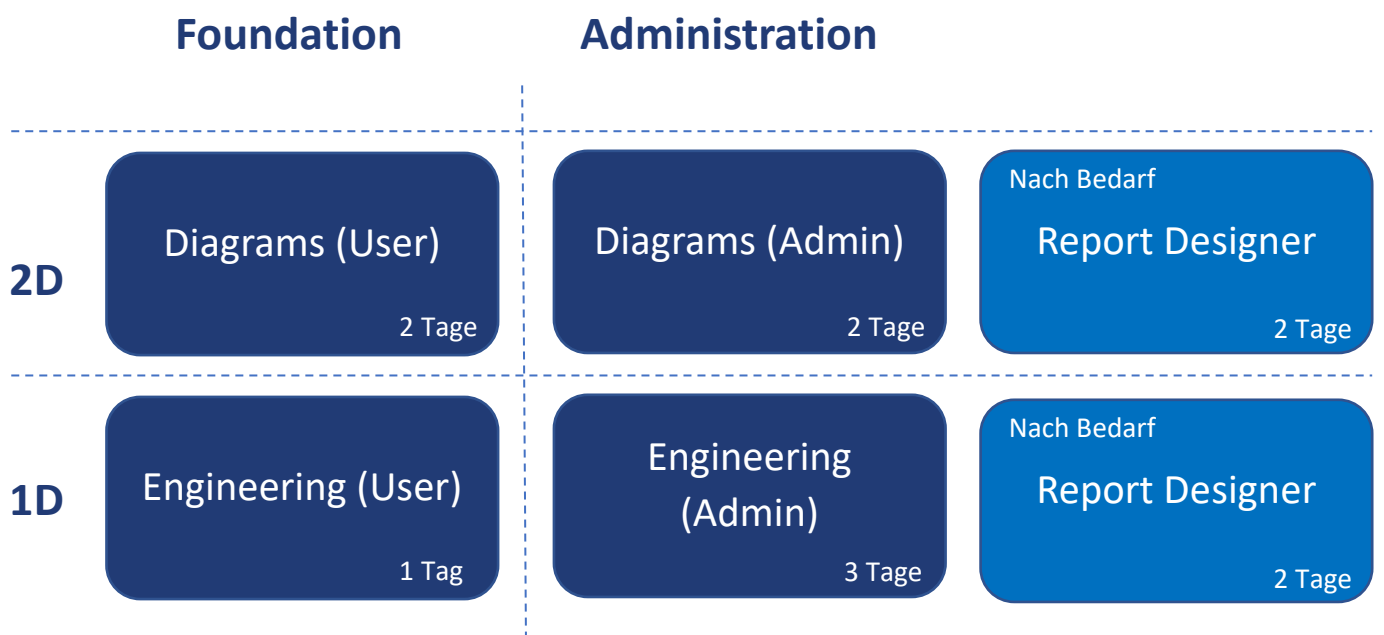 Foundation
Administration
2D
Diagrams (User)
2 Tage
Diagrams (Admin)
2 Tage
Nach Bedarf
Report Designer
2 Tage
1D
Engineering (User)
1 Tag
Engineering
(Admin)
3 Tage
Nach Bedarf
Report Designer
2 Tage